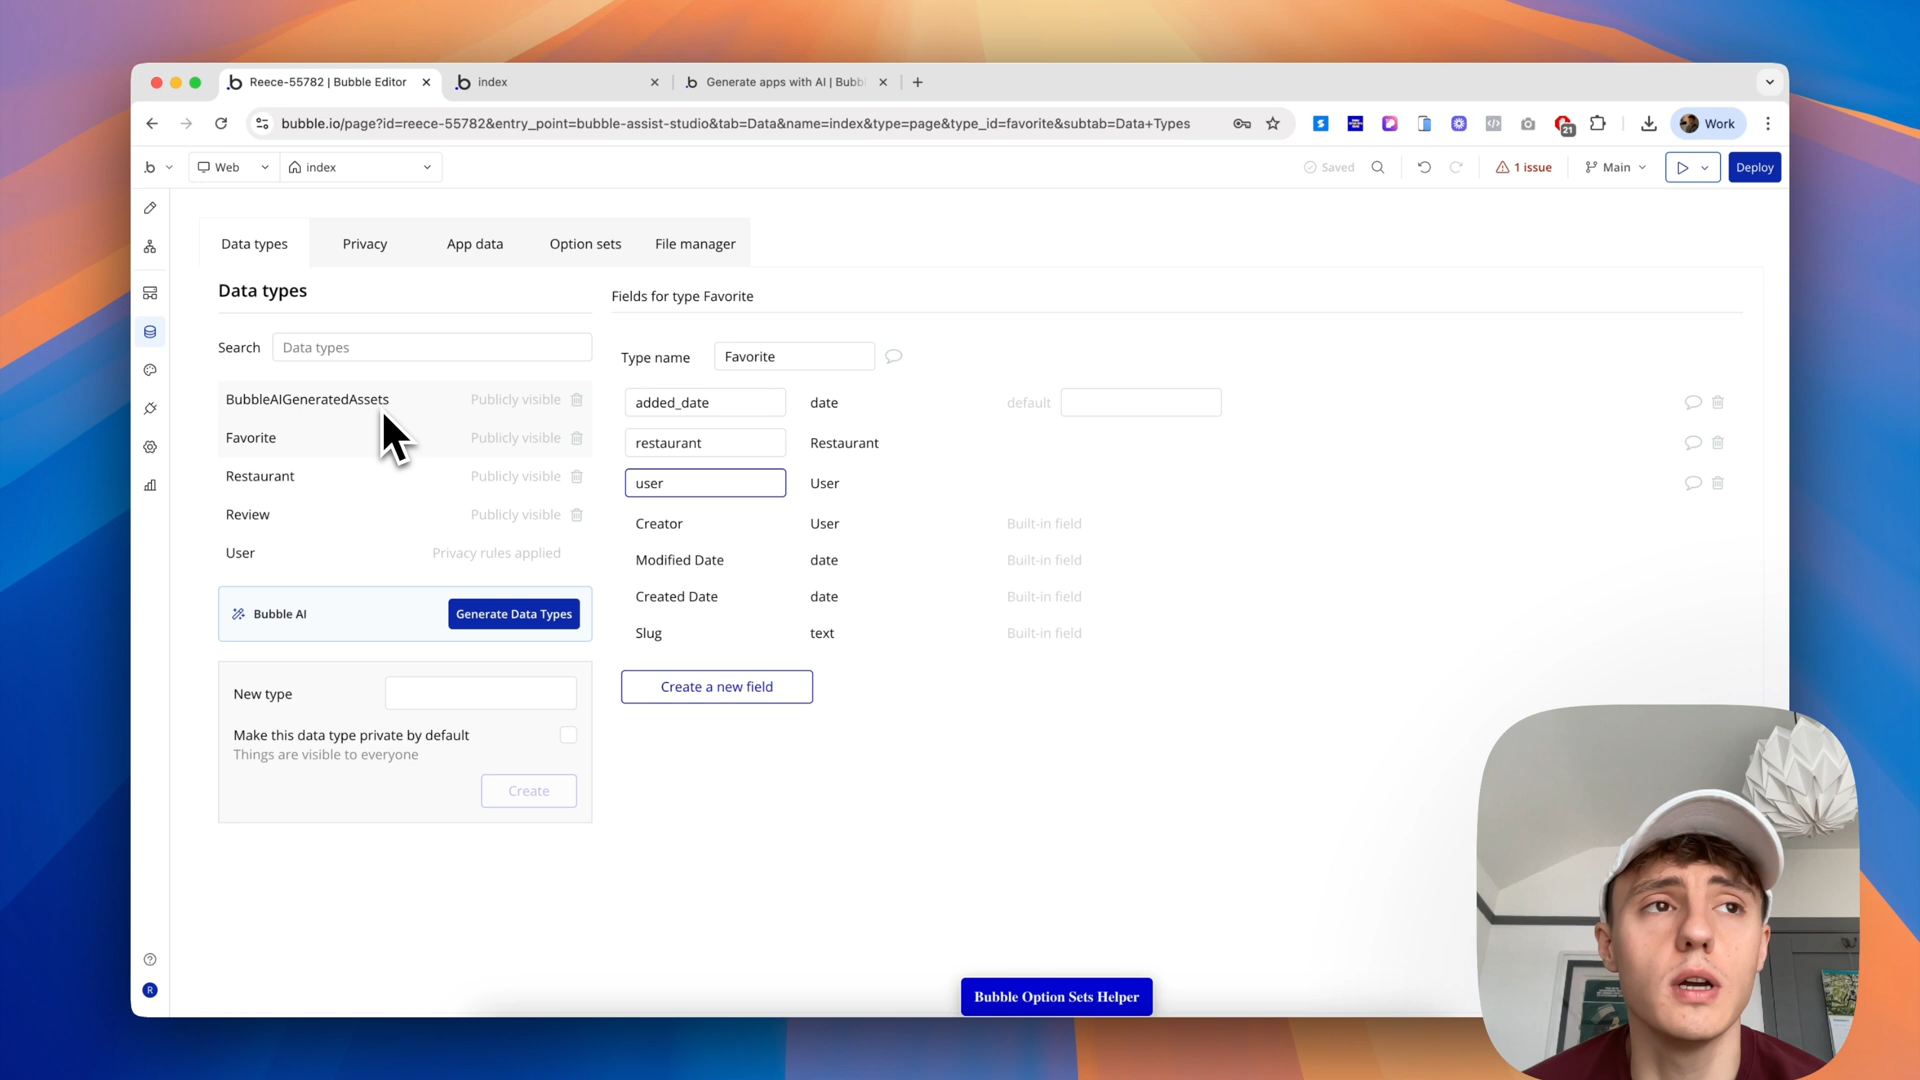 Reece-55782 | Bubble Editor
index
Generate apps with AI | Bubb
bubble.io/page?id=reece-55782&entry_point=bubble-assist-studio&tab=Data&name=index&type=page&type_id=favorite&subtab=Data+Types
21
Work
Web
index
Saved
1 issue
Main
Deploy
Data types
Privacy
App data
Option sets
File manager
Data types
Search
Data types
BubbleAIGeneratedAssets
Publicly visible
Favorite
Publicly visible
Restaurant
Publicly visible
Review
Publicly visible
User
Privacy rules applied
Bubble AI
Generate Data Types
New type
Make this data type private by default
Things are visible to everyone
Create
Fields for type Favorite
Type name
Favorite
added_date
date
default
restaurant
Restaurant
user
User
Creator
User
Built-in field
Modified Date
date
Built-in field
Created Date
date
Built-in field
Slug
text
Built-in field
Create a new field
R
Bubble Option Sets Helper